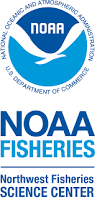 NATIONAL OCEANIC AND ATMOSPHERIC ADMINISTRATION
NOAA
U.S. DEPARTMENT OF COMMERCE
NOAA
FISHERIES
Northwest Fisheries
SCIENCE CENTER